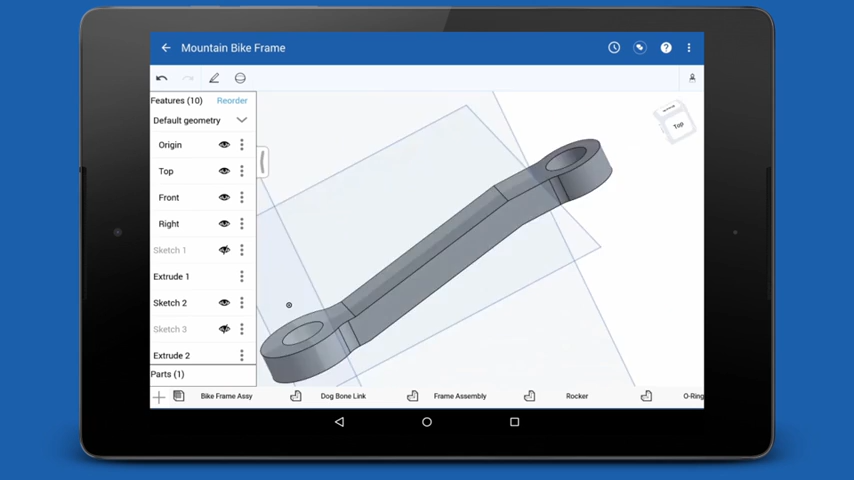 Mountain Bike Frame
Features (10) Reorder
Default geometry
Origin
Top
Front
Right
Sketch 1
Extrude 1
Sketch 2
Sketch 3
Extrude 2
Parts (1)
Top
Bike Frame Assy Dog Bone Link Frame Assembly Rocker O-Ring